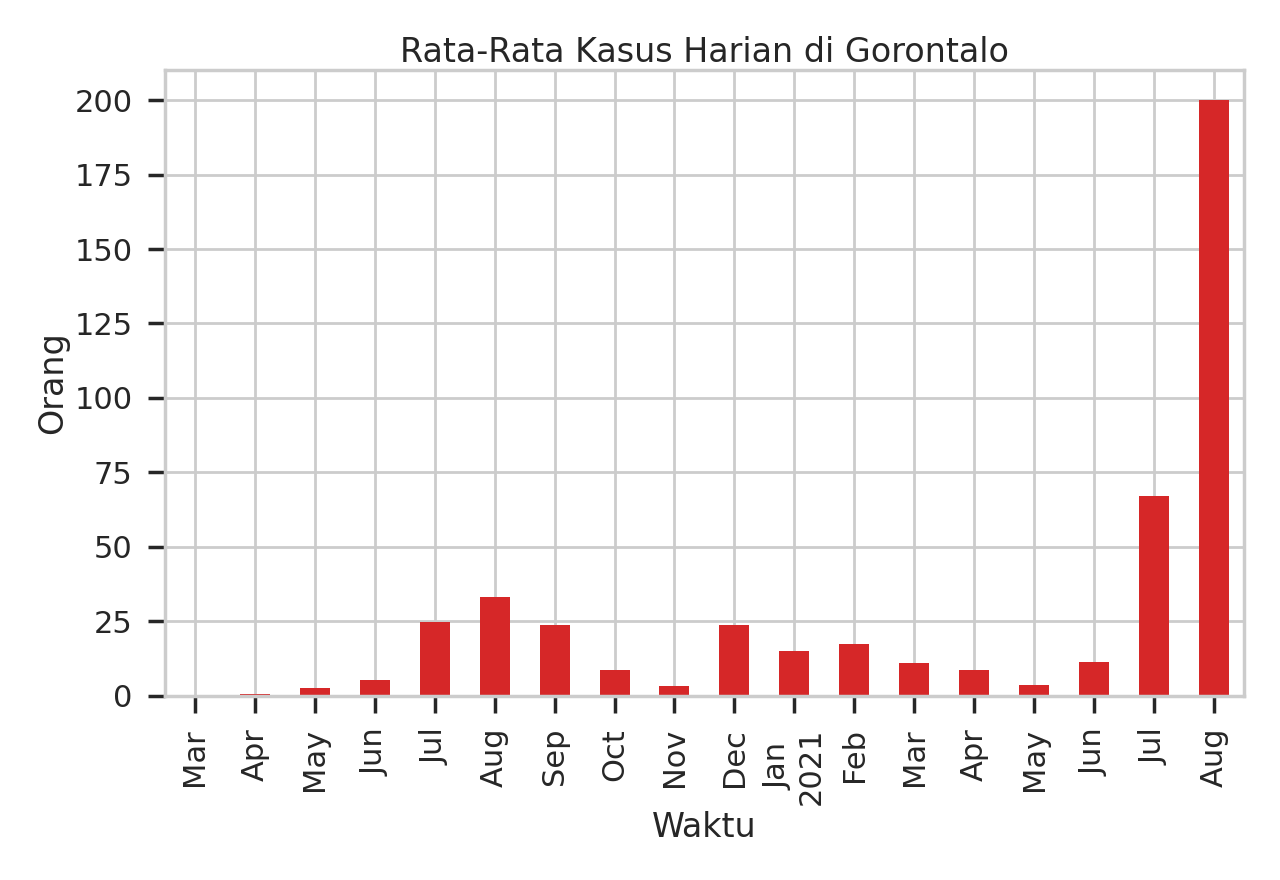 Rata-Rata Kasus Harian di Gorontalo
200
175
150
125
100
75
50
25
0
Orang
Mar
Apr
May
Jun
Jul
Aug
Sep
Oct
Nov
Dec
Jan
2021
Feb
Mar
Apr
May
Jun
Jul
Aug
Waktu